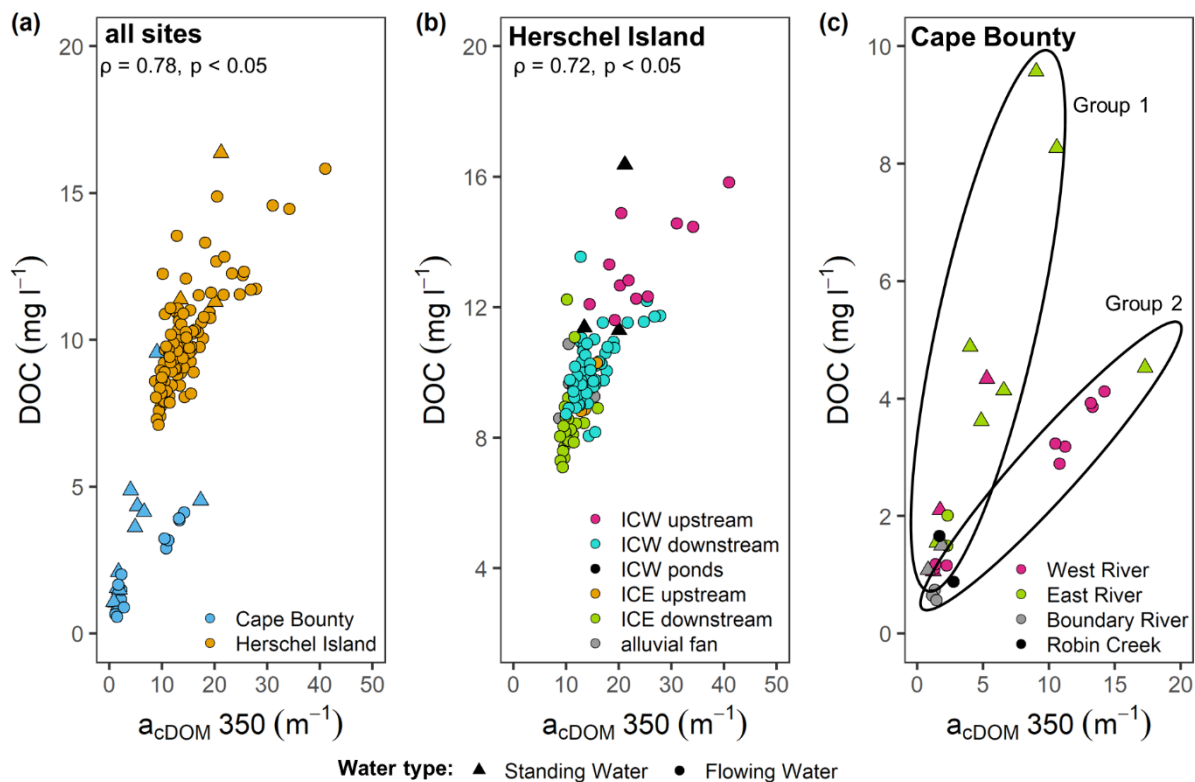 (a)
all sites
ρ = 0.78, p < 0.05
20
15
10
5
0
DOC (mg l⁻¹)
Cape Bounty
Herschel Island
0 10 20 30 40 50
a_cDOM 350 (m⁻¹)
(b)
Herschel Island
ρ = 0.72, p < 0.05
20
16
12
8
4
DOC (mg l⁻¹)
ICW upstream
ICW downstream
ICW ponds
ICE upstream
ICE downstream
alluvial fan
0 10 20 30 40 50
a_cDOM 350 (m⁻¹)
(c)
Cape Bounty
10
8
6
4
2
0
DOC (mg l⁻¹)
Group 1
Group 2
West River
East River
Boundary River
Robin Creek
0 5 10 15 20
a_cDOM 350 (m⁻¹)
Water type: Standing Water Flowing Water